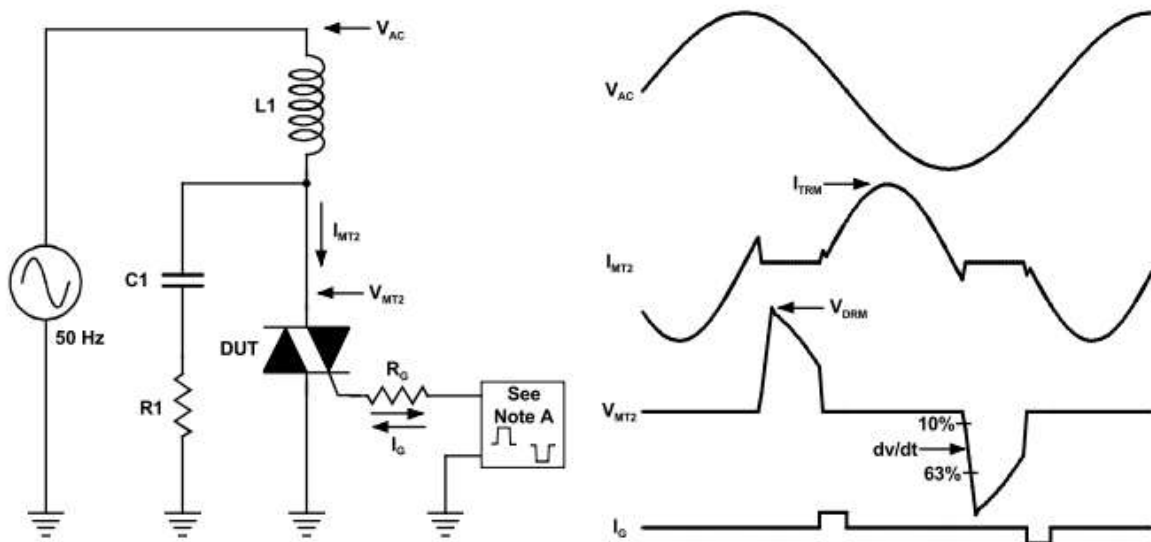 V_AC
L1
I_MT2
C1
V_MT2
50 Hz
DUT
R_G
R1
I_G
See
Note A
V_AC
I_TRM
I_MT2
V_DRM
V_MT2
10%
dv/dt
63%
I_G